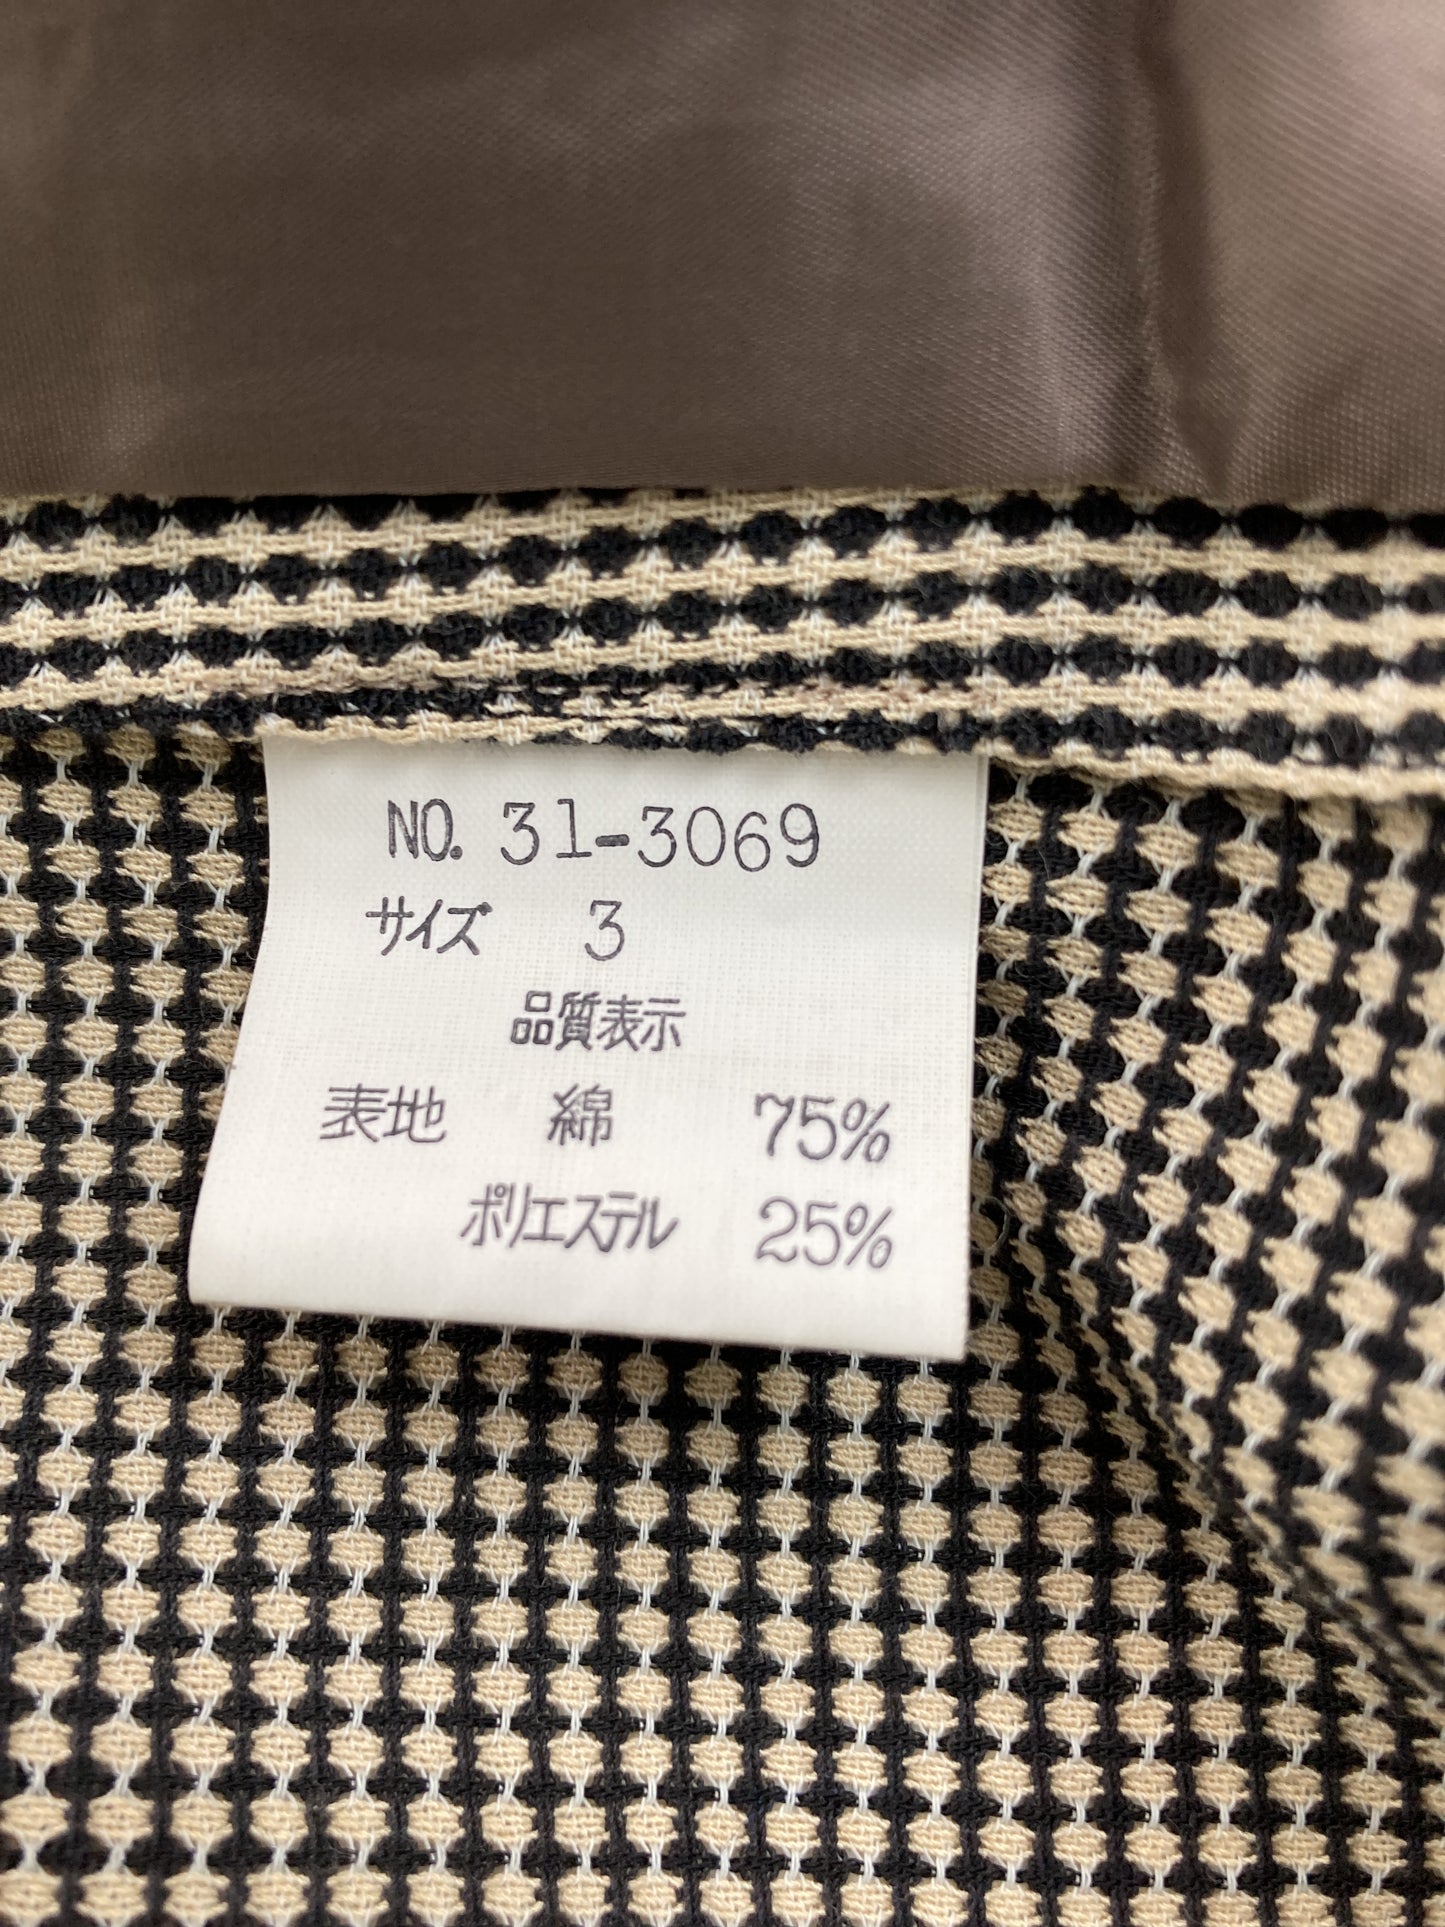 NO. 31-3069
サイズ 3
品質表示
表地 綿 75%
ポリエステル 25%